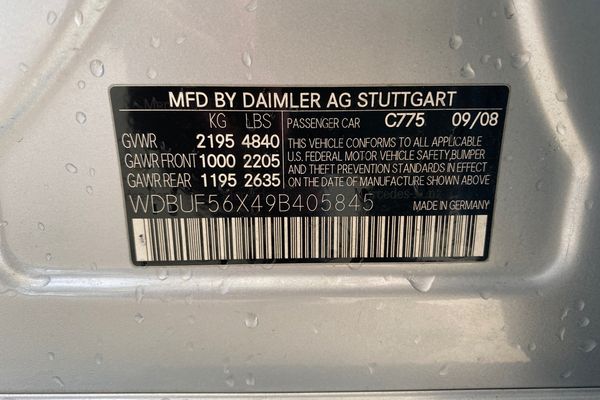 MFD BY DAIMLER AG STUTTGART
KG LBS PASSENGER CAR C775 09/08
GVWR 2195 4840 THIS VEHICLE CONFORMS TO ALL APPLICABLE
GAWR FRONT 1000 2205 U.S. FEDERAL MOTOR VEHICLE SAFETY,BUMPER
GAWR REAR 1195 2635 AND THEFT PREVENTION STANDARDS IN EFFECT
ON THE DATE OF MANUFACTURE SHOWN ABOVE
WDBUF56X49B405845 MADE IN GERMANY